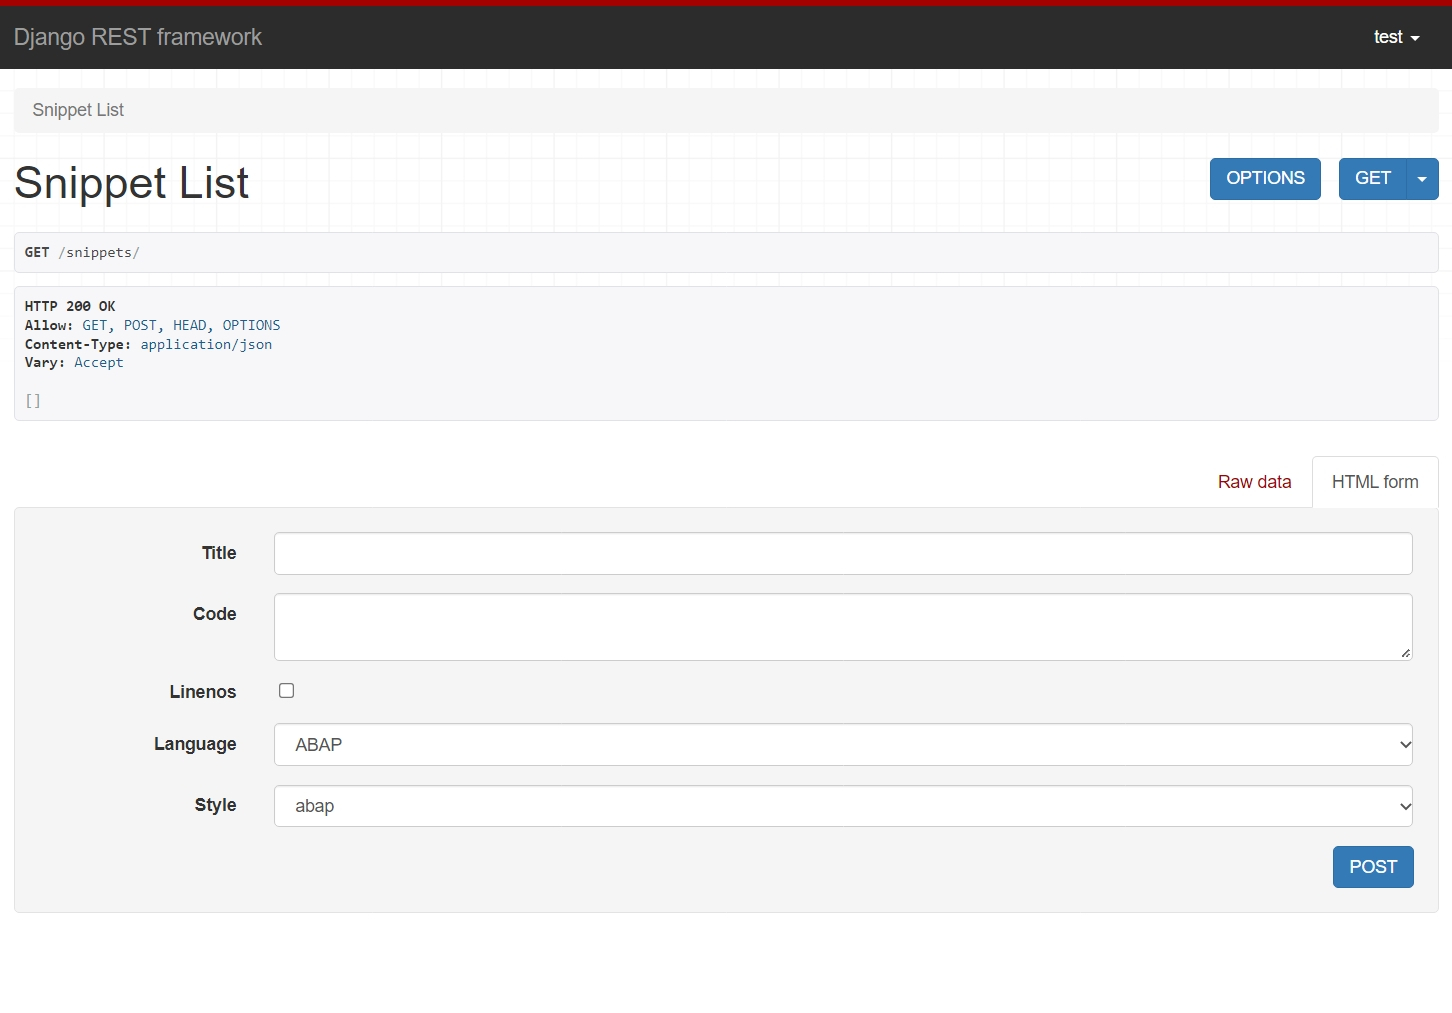 Django REST framework
test
Snippet List
Snippet List
OPTIONS
GET
GET /snippets/
HTTP 200 OK
Allow: GET, POST, HEAD, OPTIONS
Content-Type: application/json
Vary: Accept
[]
Raw data
HTML form
Title
Code
Linenos
Language
ABAP
Style
abap
POST